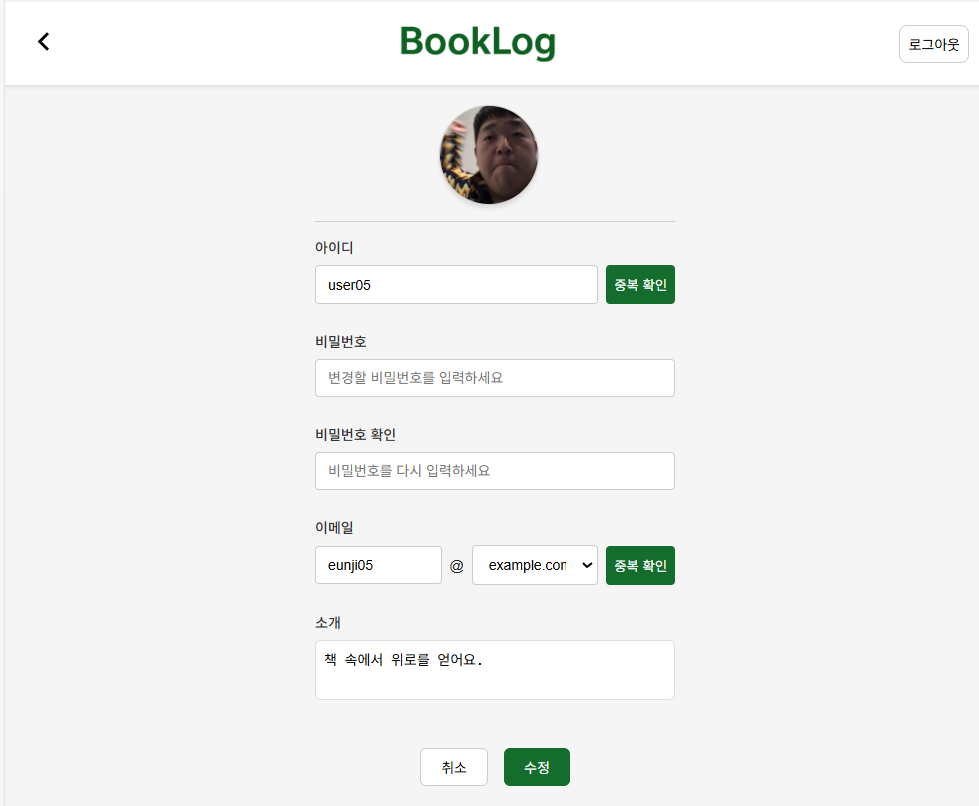 BookLog
로그아웃
아이디
user05
중복 확인
비밀번호
변경할 비밀번호를 입력하세요
비밀번호 확인
비밀번호를 다시 입력하세요
이메일
eunji05 @ example.com 중복 확인
소개
책 속에서 위로를 얻어요.
취소
수정